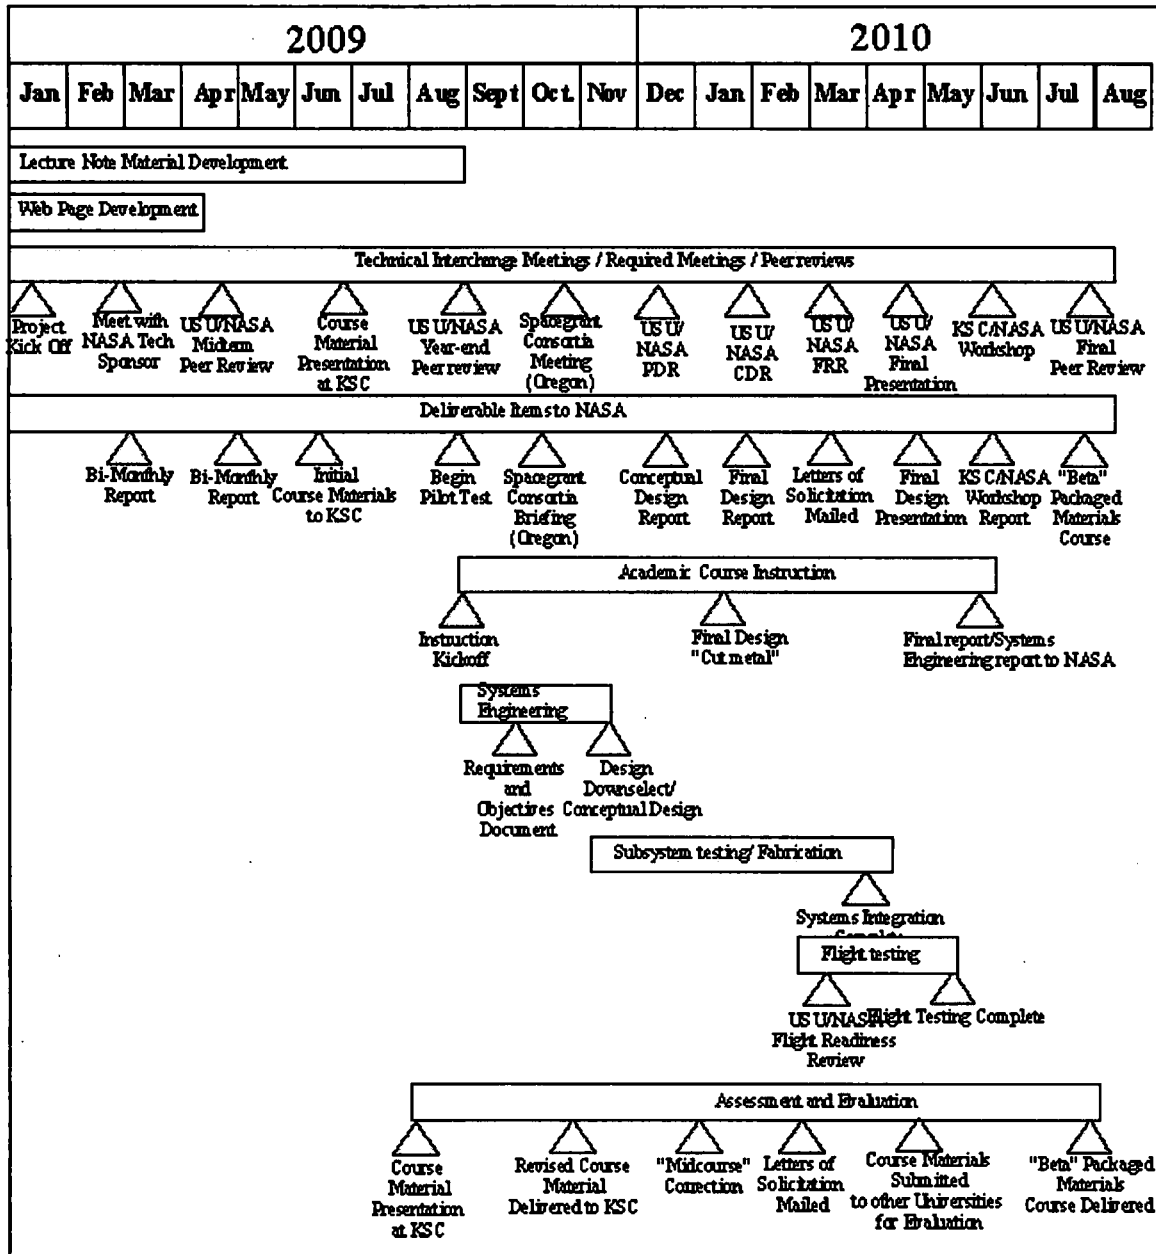 2009 2010
Jan Feb Mar Apr May Jun Jul Aug Sept Oct. Nov Dec Jan Feb Mar Apr May Jun Jul Aug
Lecture Note Material Development
Web Page Development
Technical Interchange Meetings / Required Meetings / Peer reviews
Project
Kick Off
Meet with
NASA Tech
Sponsor
USU/NASA
Midterm
Peer Review
Course
Material
Presentation
at KSC
USU/NASA
Year-end
Peer review
Spacegrant
Consortia
Meeting
(Oregon)
USU/
NASA
PDR
USU/
NASA
CDR
USU/
NASA
FRR
USU/
NASA
Final
Presentation
KSC/NASA
Workshop
USU/NASA
Final
Peer Review
Deliverable Items to NASA
Bi-Monthly
Report
Bi-Monthly
Report
Initial
Course Materials
to KSC
Begin
Pilot Test
Spacegrant
Consortia
Briefing
(Oregon)
Conceptual
Design
Report
Final
Design
Report
Letters of
Solicitation
Mailed
Final
Design
Presentation
KSC/NASA
Workshop
Report
"Beta"
Packaged
Materials
Course
Academic Course Instruction
Instruction
Kickoff
Final Design
"Cut metal"
Final report/Systems
Engineering report to NASA
Systems
Engineering
Requirements
and
Objectives
Document
Design
Downselect/
Conceptual Design
Subsystem testing/ Fabrication
Systems Integration
Complete
Flight testing
USU/NASA
Flight Readiness
Review
Flight Testing Complete
Assessment and Evaluation
Course
Material
Presentation
at KSC
Revised Course
Material
Delivered to KSC
"Midcourse"
Correction
Letters of
Solicitation
Mailed
Course Materials
Submitted
to other Universities
for Evaluation
"Beta" Packaged
Materials
Course Delivered